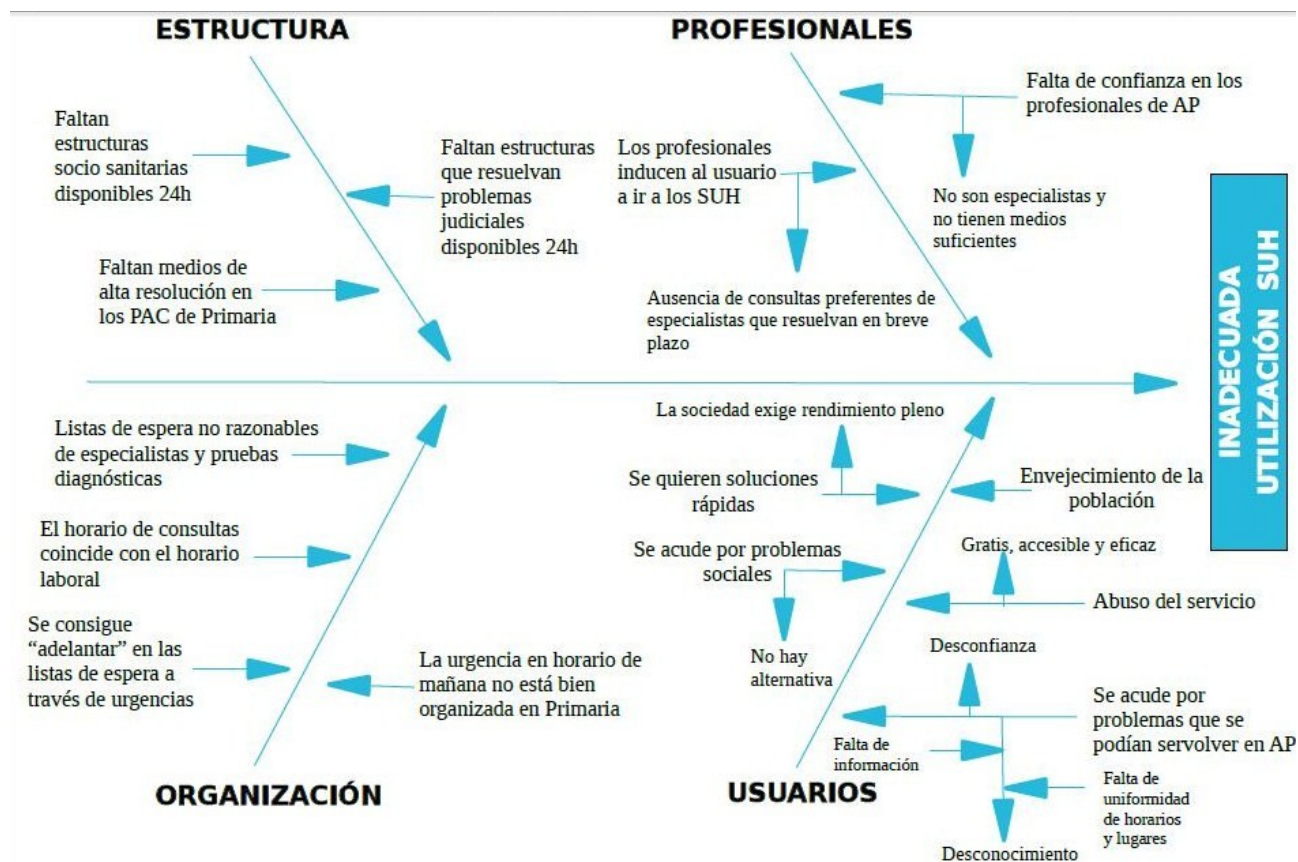 ESTRUCTURA
PROFESIONALES
Faltan
estructuras
socio sanitarias
disponibles 24h
Faltan estructuras
que resuelvan
problemas
judiciales
disponibles 24h
Faltan medios de
alta resolución en
los PAC de Primaria
Los profesionales
inducen al usuario
a ir a los SUH
Ausencia de consultas preferentes de
especialistas que resuelvan en breve
plazo
Falta de confianza en los
profesionales de AP
No son especialistas y
no tienen medios
suficientes
INADECUADA
UTILIZACIÓN SUH
Listas de espera no razonables
de especialistas y pruebas
diagnósticas
El horario de consultas
coincide con el horario
laboral
Se consigue
“adelantar” en las
listas de espera a
través de urgencias
La urgencia en horario de
mañana no está bien
organizada en Primaria
La sociedad exige rendimiento pleno
Se quieren soluciones
rápidas
Envejecimiento de la
población
Se acude por problemas
sociales
No hay
alternativa
Gratis, accesible y eficaz
Abuso del servicio
Desconfianza
Se acude por
problemas que se
podían servolver en AP
Falta de
información
Falta de
uniformidad
de horarios
y lugares
Desconocimiento
ORGANIZACIÓN
USUARIOS